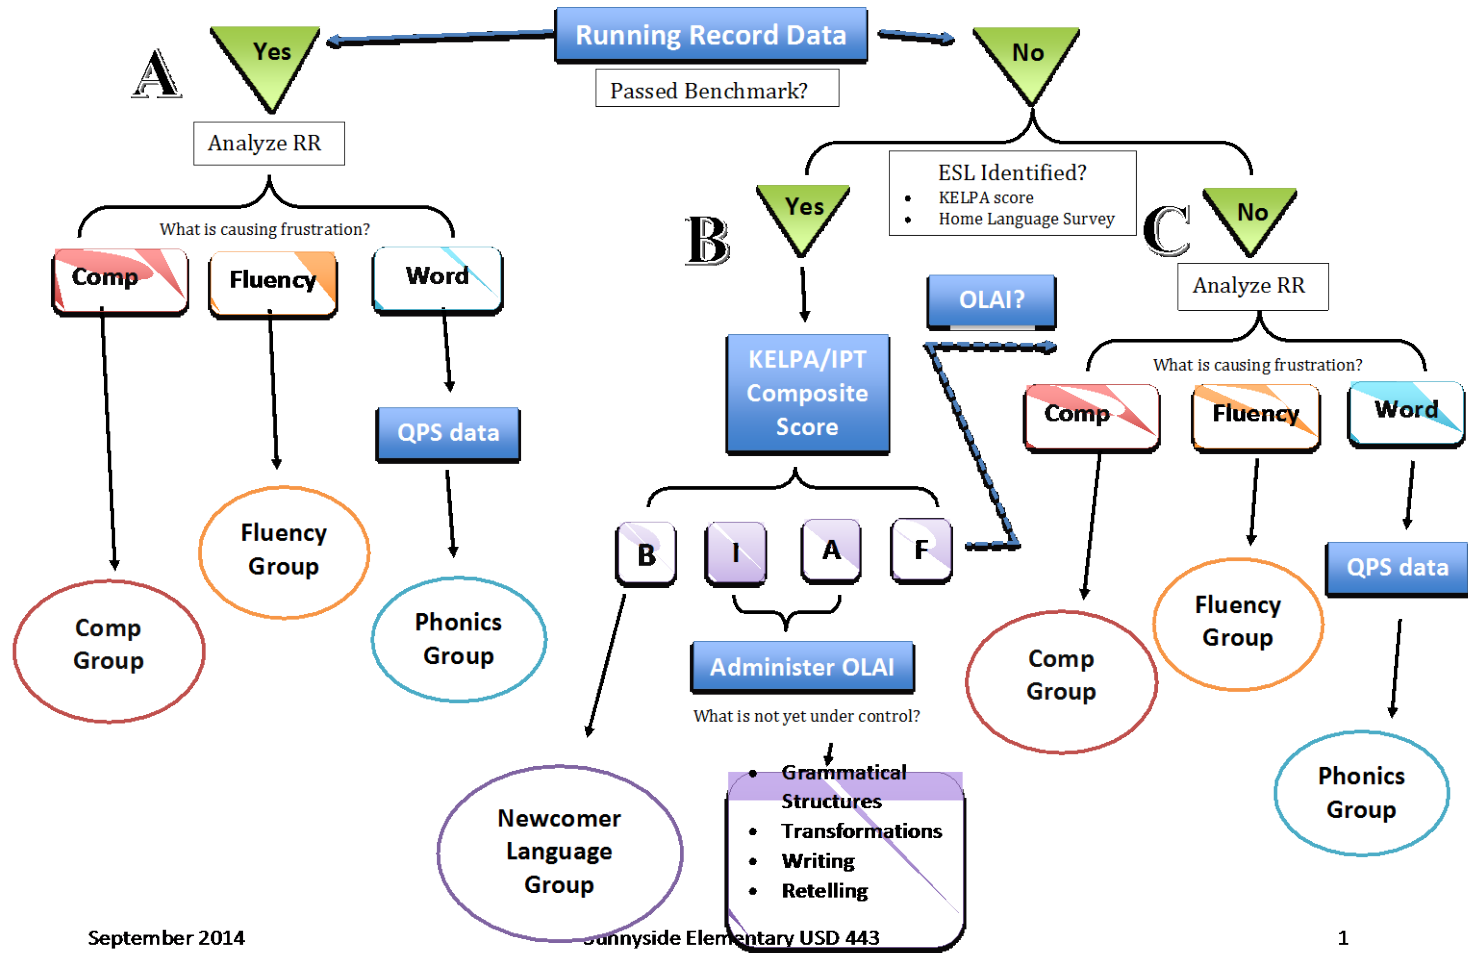 Running Record Data
Passed Benchmark?
A
Yes
Analyze RR
What is causing frustration?
Comp
Fluency
Word
QPS data
Comp
Group
Fluency
Group
Phonics
Group
No
ESL Identified?
• KELPA score
• Home Language Survey
B
Yes
KELPA/IPT
Composite
Score
B
I
A
F
OLAI?
Administer OLAI
What is not yet under control?
Newcomer
Language
Group
• Grammatical
Structures
• Transformations
• Writing
• Retelling
C
No
Analyze RR
What is causing frustration?
Comp
Fluency
Word
QPS data
Comp
Group
Fluency
Group
Phonics
Group
September 2014
Sunnyside Elementary USD 443
1